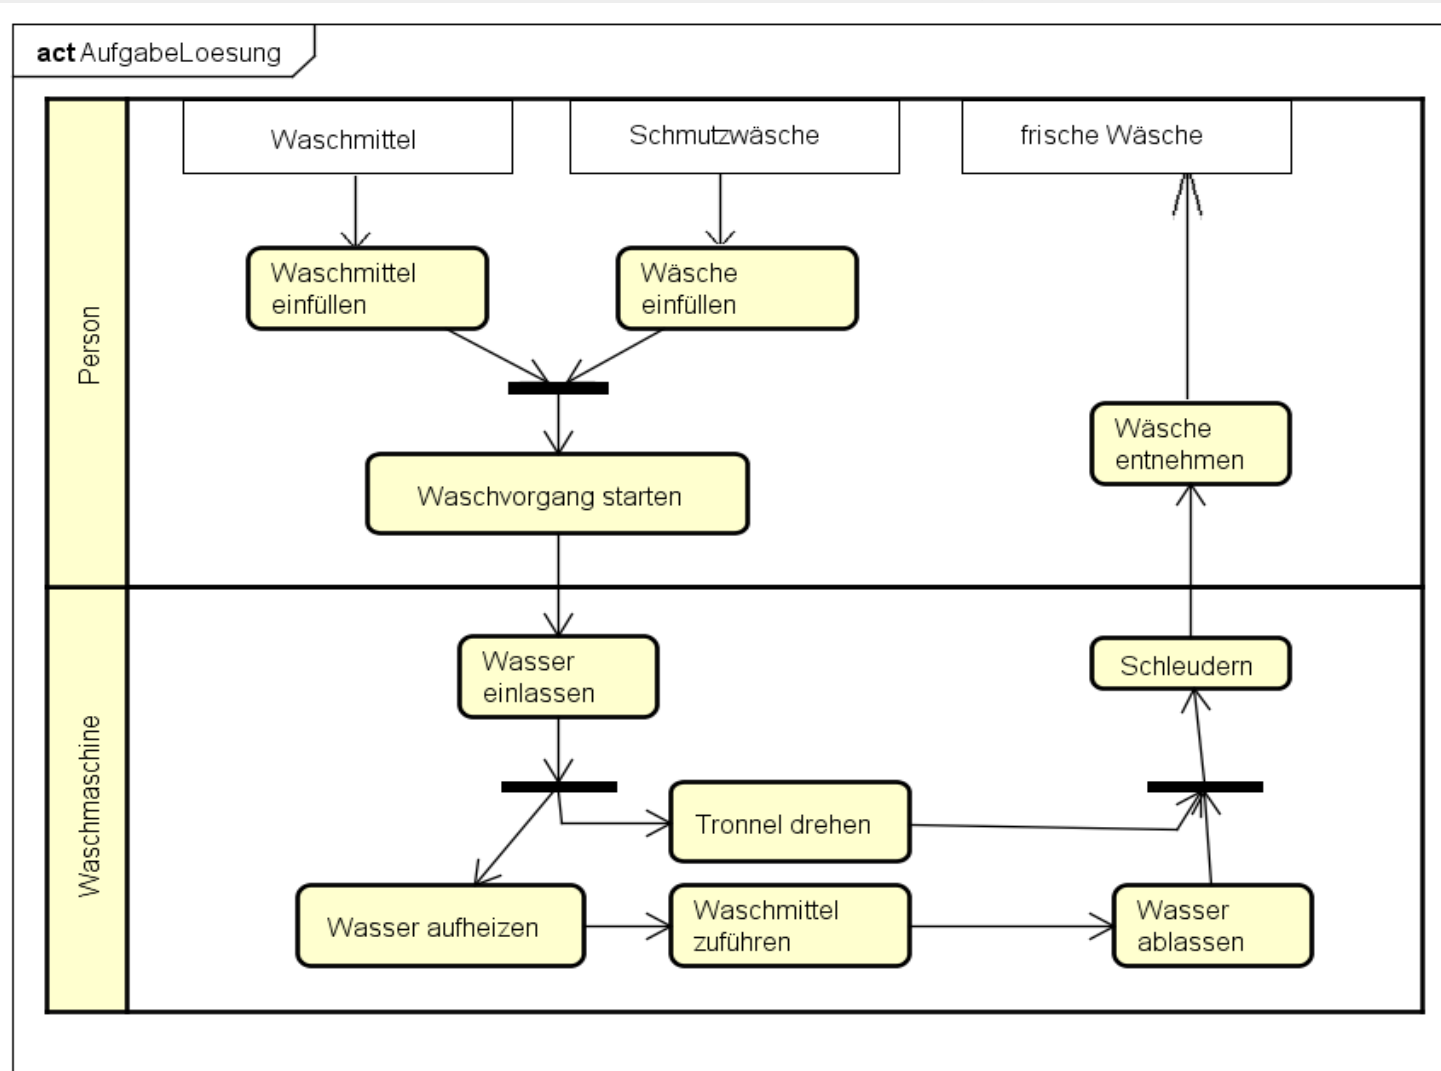 act AufgabeLoesung
Waschmittel
Schmutzwäsche
frische Wäsche
Person
Waschmittel
einfüllen
Wäsche
einfüllen
Wäsche
entnehmen
Waschvorgang starten
Waschmaschine
Wasser
einlassen
Schleudern
Tronnel drehen
Wasser aufheizen
Waschmittel
zuführen
Wasser
ablassen